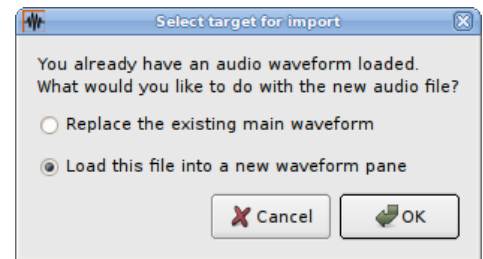 Select target for import
You already have an audio waveform loaded.
What would you like to do with the new audio file?
Replace the existing main waveform
Load this file into a new waveform pane
Cancel OK